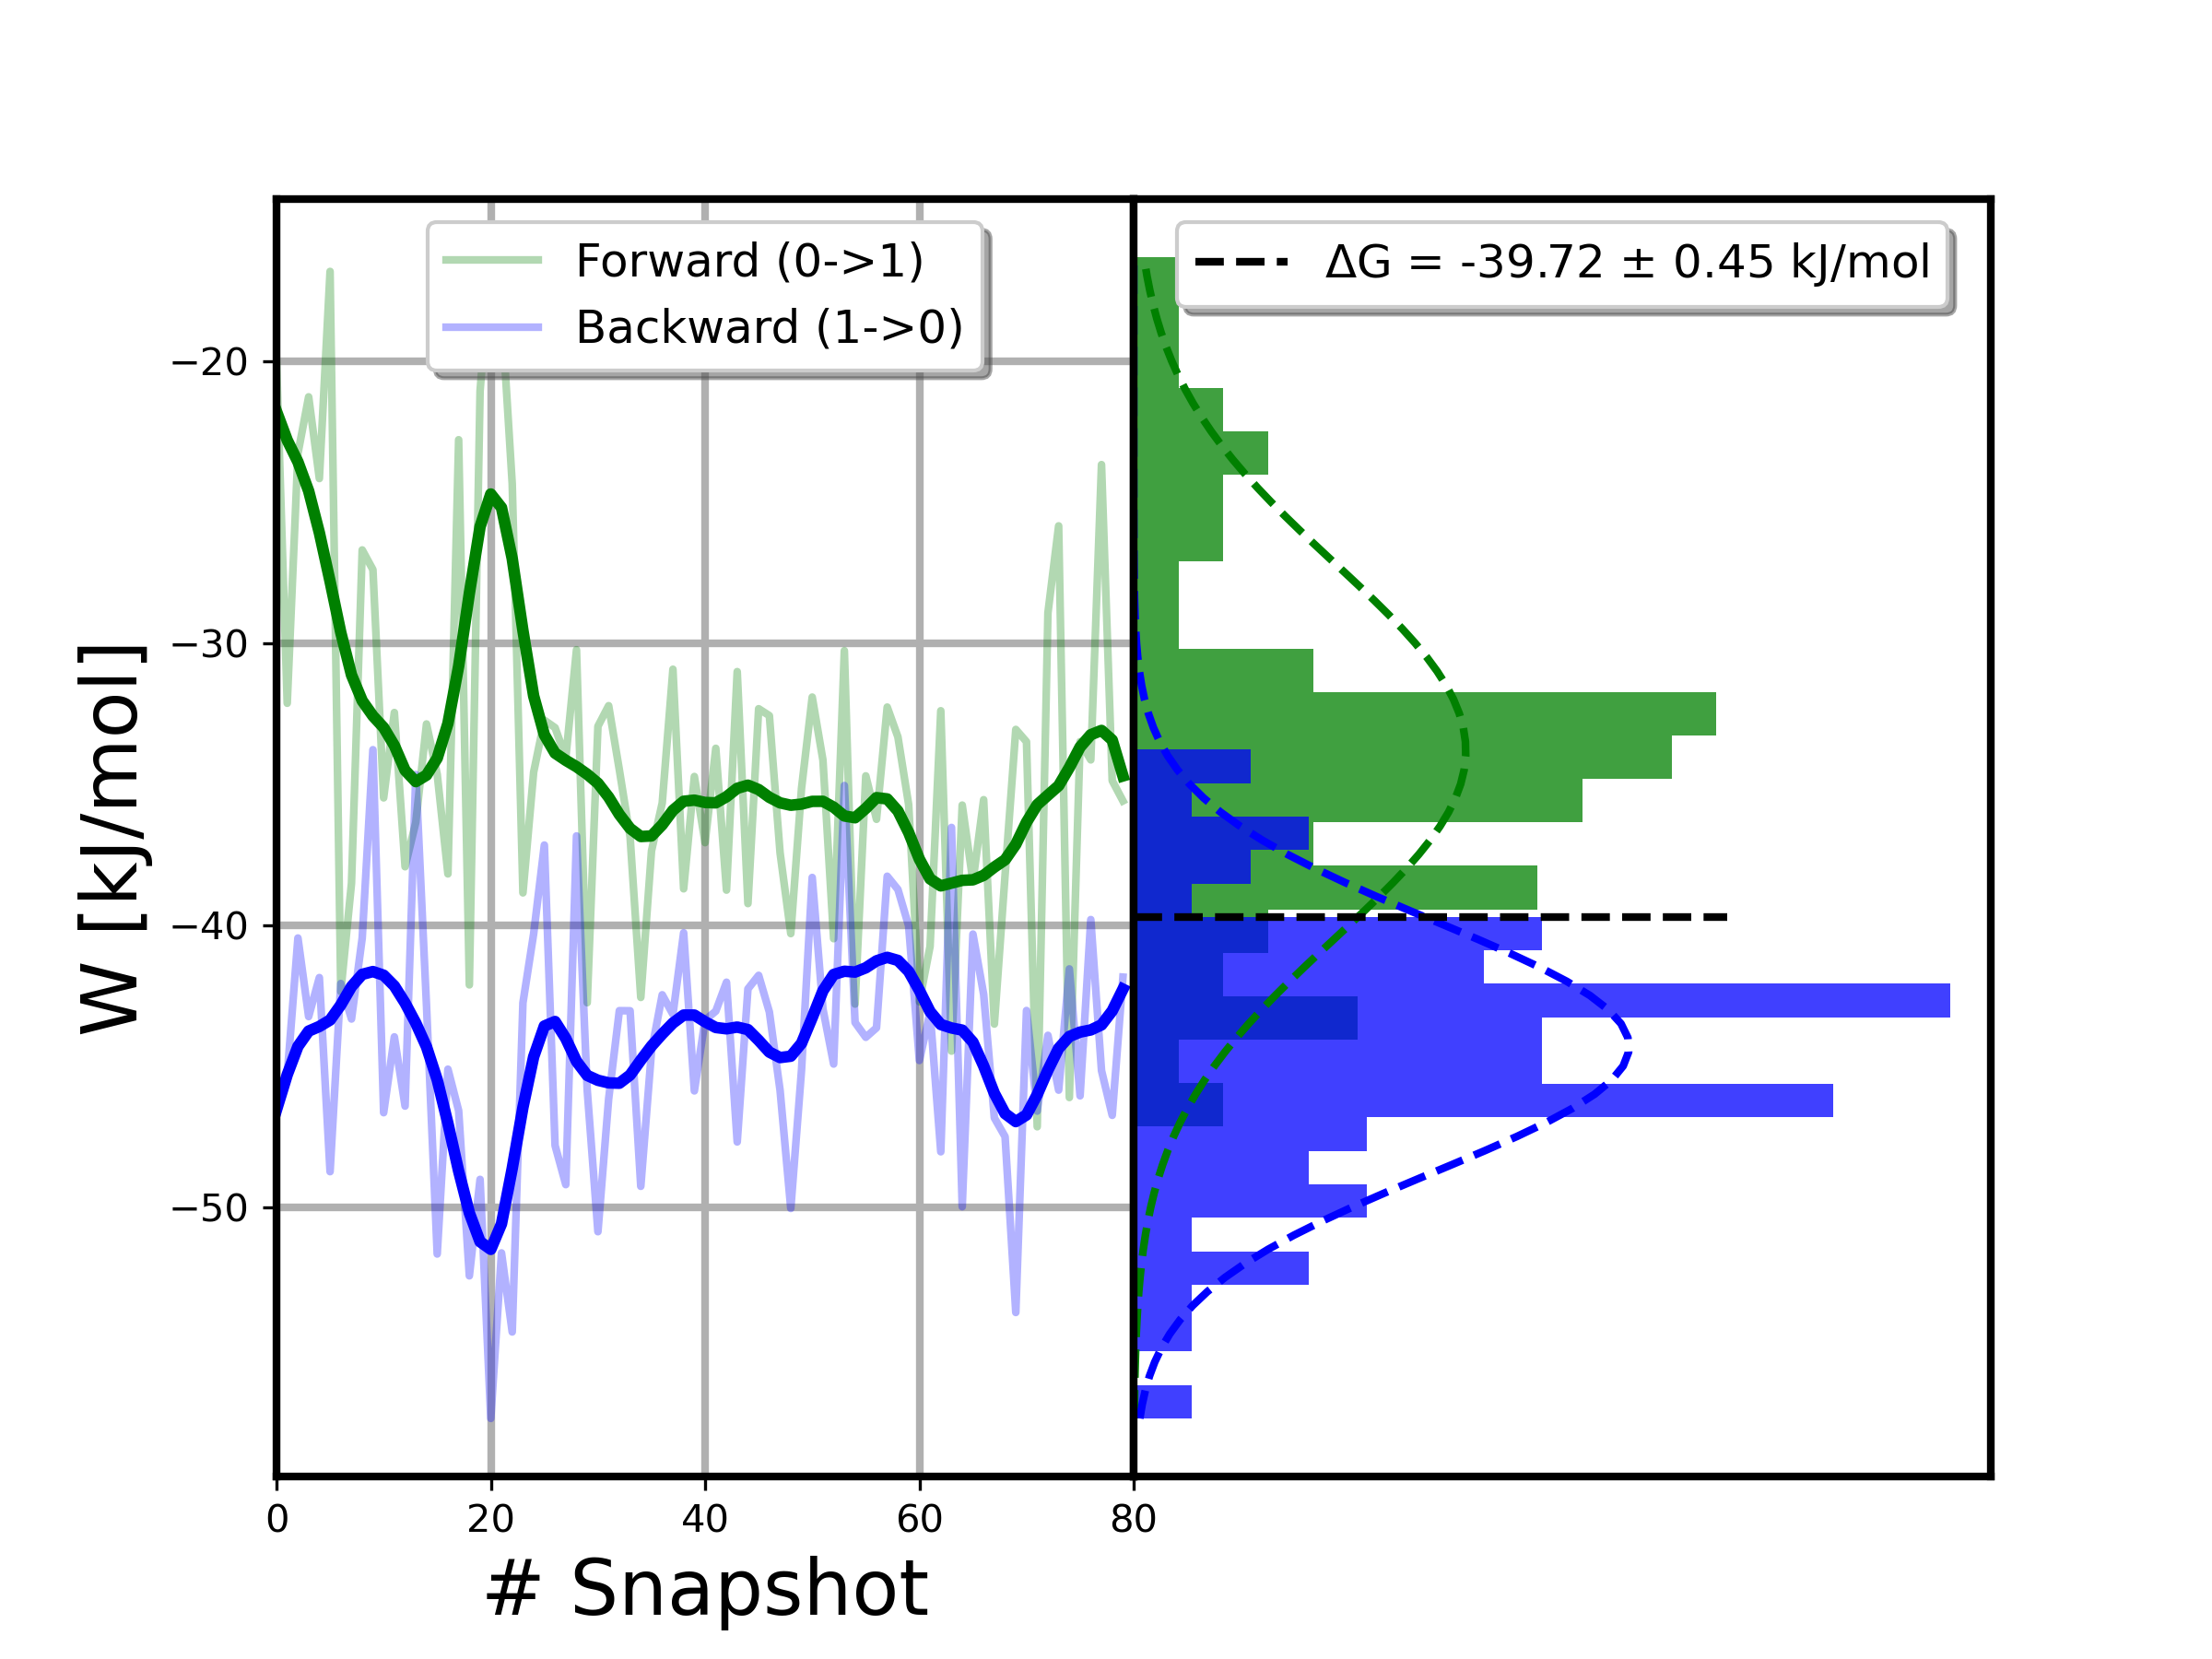 Forward (0->1)
Backward (1->0)
ΔG = -39.72 ± 0.45 kJ/mol
W [kJ/mol]
−20
−30
−40
−50
0 20 40 60 80
# Snapshot